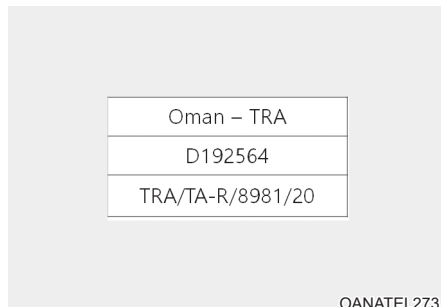 Oman – TRA
D192564
TRA/TA-R/8981/20
OANATEL273